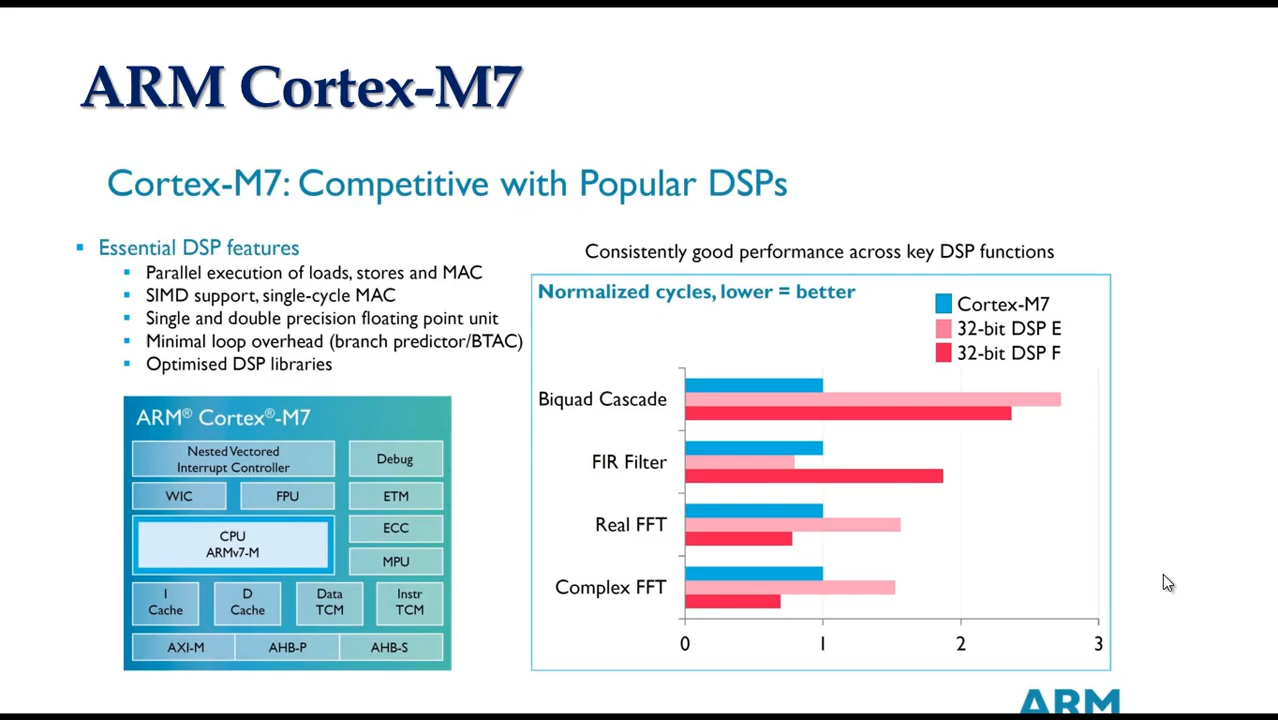 ARM Cortex-M7
Cortex-M7: Competitive with Popular DSPs
▪ Essential DSP features
▪ Parallel execution of loads, stores and MAC
▪ SIMD support, single-cycle MAC
▪ Single and double precision floating point unit
▪ Minimal loop overhead (branch predictor/BTAC)
▪ Optimised DSP libraries
ARM® Cortex®-M7
Nested Vectored
Interrupt Controller
Debug
WIC
FPU
ETM
CPU
ARMv7-M
ECC
MPU
I
Cache
D
Cache
Data
TCM
Instr
TCM
AXI-M
AHB-P
AHB-S
Consistently good performance across key DSP functions
Normalized cycles, lower = better
Cortex-M7
32-bit DSP E
32-bit DSP F
Biquad Cascade
FIR Filter
Real FFT
Complex FFT
0 1 2 3
ARM